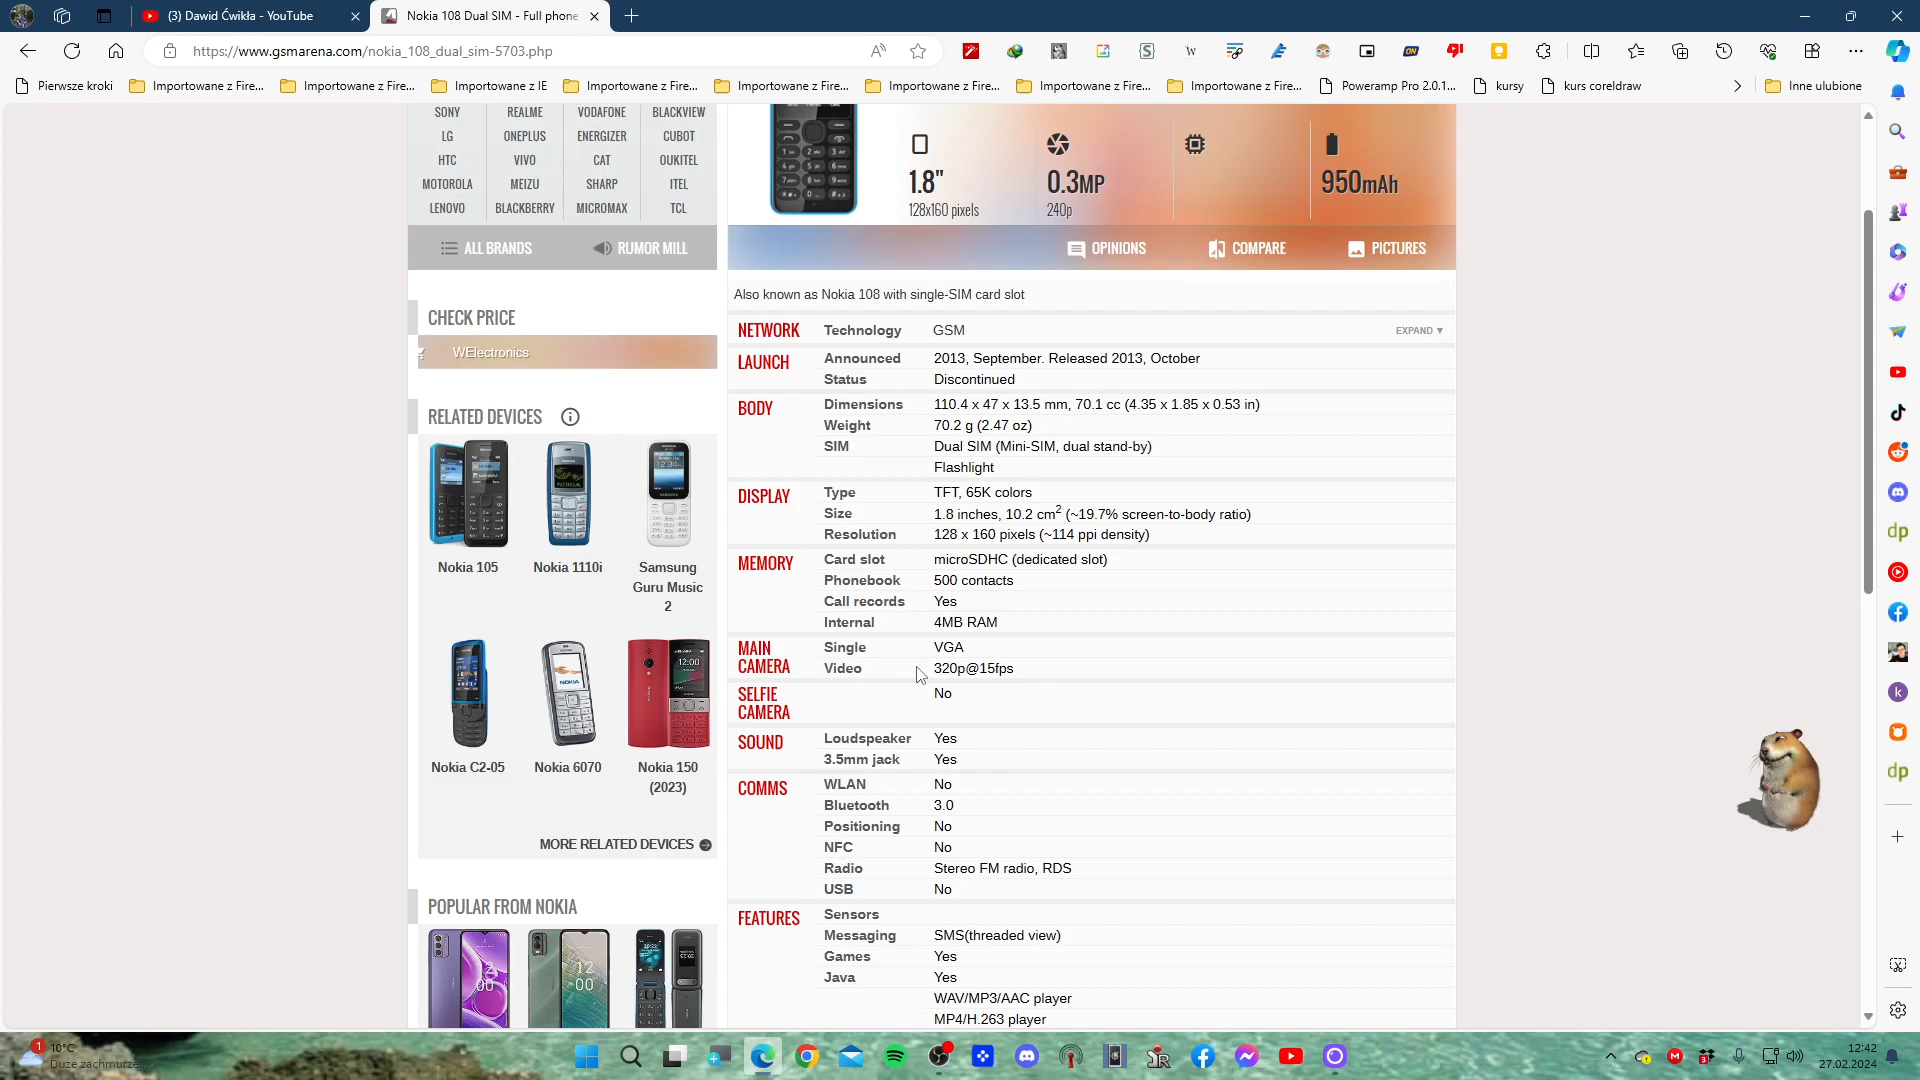 (3) Dawid Ćwikła - YouTube
Nokia 108 Dual SIM - Full phone
https://www.gsmarena.com/nokia_108_dual_sim-5703.php
Pierwsze kroki
Importowane z Fire...
Importowane z Fire...
Importowane z IE
Importowane z Fire...
Importowane z Fire...
Importowane z Fire...
Importowane z Fire...
Importowane z Fire...
Poweramp Pro 2.0.1...
kursy
kurs coreldraw
Inne ulubione
SONY REALME VODAFONE BLACKVIEW
LG ONEPLUS ENERGIZER CUBOT
HTC VIVO CAT OUKITEL
MOTOROLA MEIZU SHARP ITEL
LENOVO BLACKBERRY MICROMAX TCL
ALL BRANDS RUMOR MILL
1.8" 0.3MP 950mAh
128x160 pixels 240p
OPINIONS COMPARE PICTURES
CHECK PRICE
WElectronics
RELATED DEVICES
Nokia 105 Nokia 1110i Samsung
Guru Music
2
Nokia C2-05 Nokia 6070 Nokia 150
(2023)
MORE RELATED DEVICES
POPULAR FROM NOKIA
Also known as Nokia 108 with single-SIM card slot
NETWORK Technology GSM EXPAND ▼
LAUNCH Announced 2013, September. Released 2013, October
Status Discontinued
BODY Dimensions 110.4 x 47 x 13.5 mm, 70.1 cc (4.35 x 1.85 x 0.53 in)
Weight 70.2 g (2.47 oz)
SIM Dual SIM (Mini-SIM, dual stand-by)
Flashlight
DISPLAY Type TFT, 65K colors
Size 1.8 inches, 10.2 cm2 (~19.7% screen-to-body ratio)
Resolution 128 x 160 pixels (~114 ppi density)
MEMORY Card slot microSDHC (dedicated slot)
Phonebook 500 contacts
Call records Yes
Internal 4MB RAM
MAIN CAMERA Single VGA
Video 320p@15fps
SELFIE CAMERA No
SOUND Loudspeaker Yes
3.5mm jack Yes
COMMS WLAN No
Bluetooth 3.0
Positioning No
NFC No
Radio Stereo FM radio, RDS
USB No
FEATURES Sensors
Messaging SMS(threaded view)
Games Yes
Java Yes
WAV/MP3/AAC player
MP4/H.263 player
10°C
Duże zachmurze...
12:42
27.02.2024